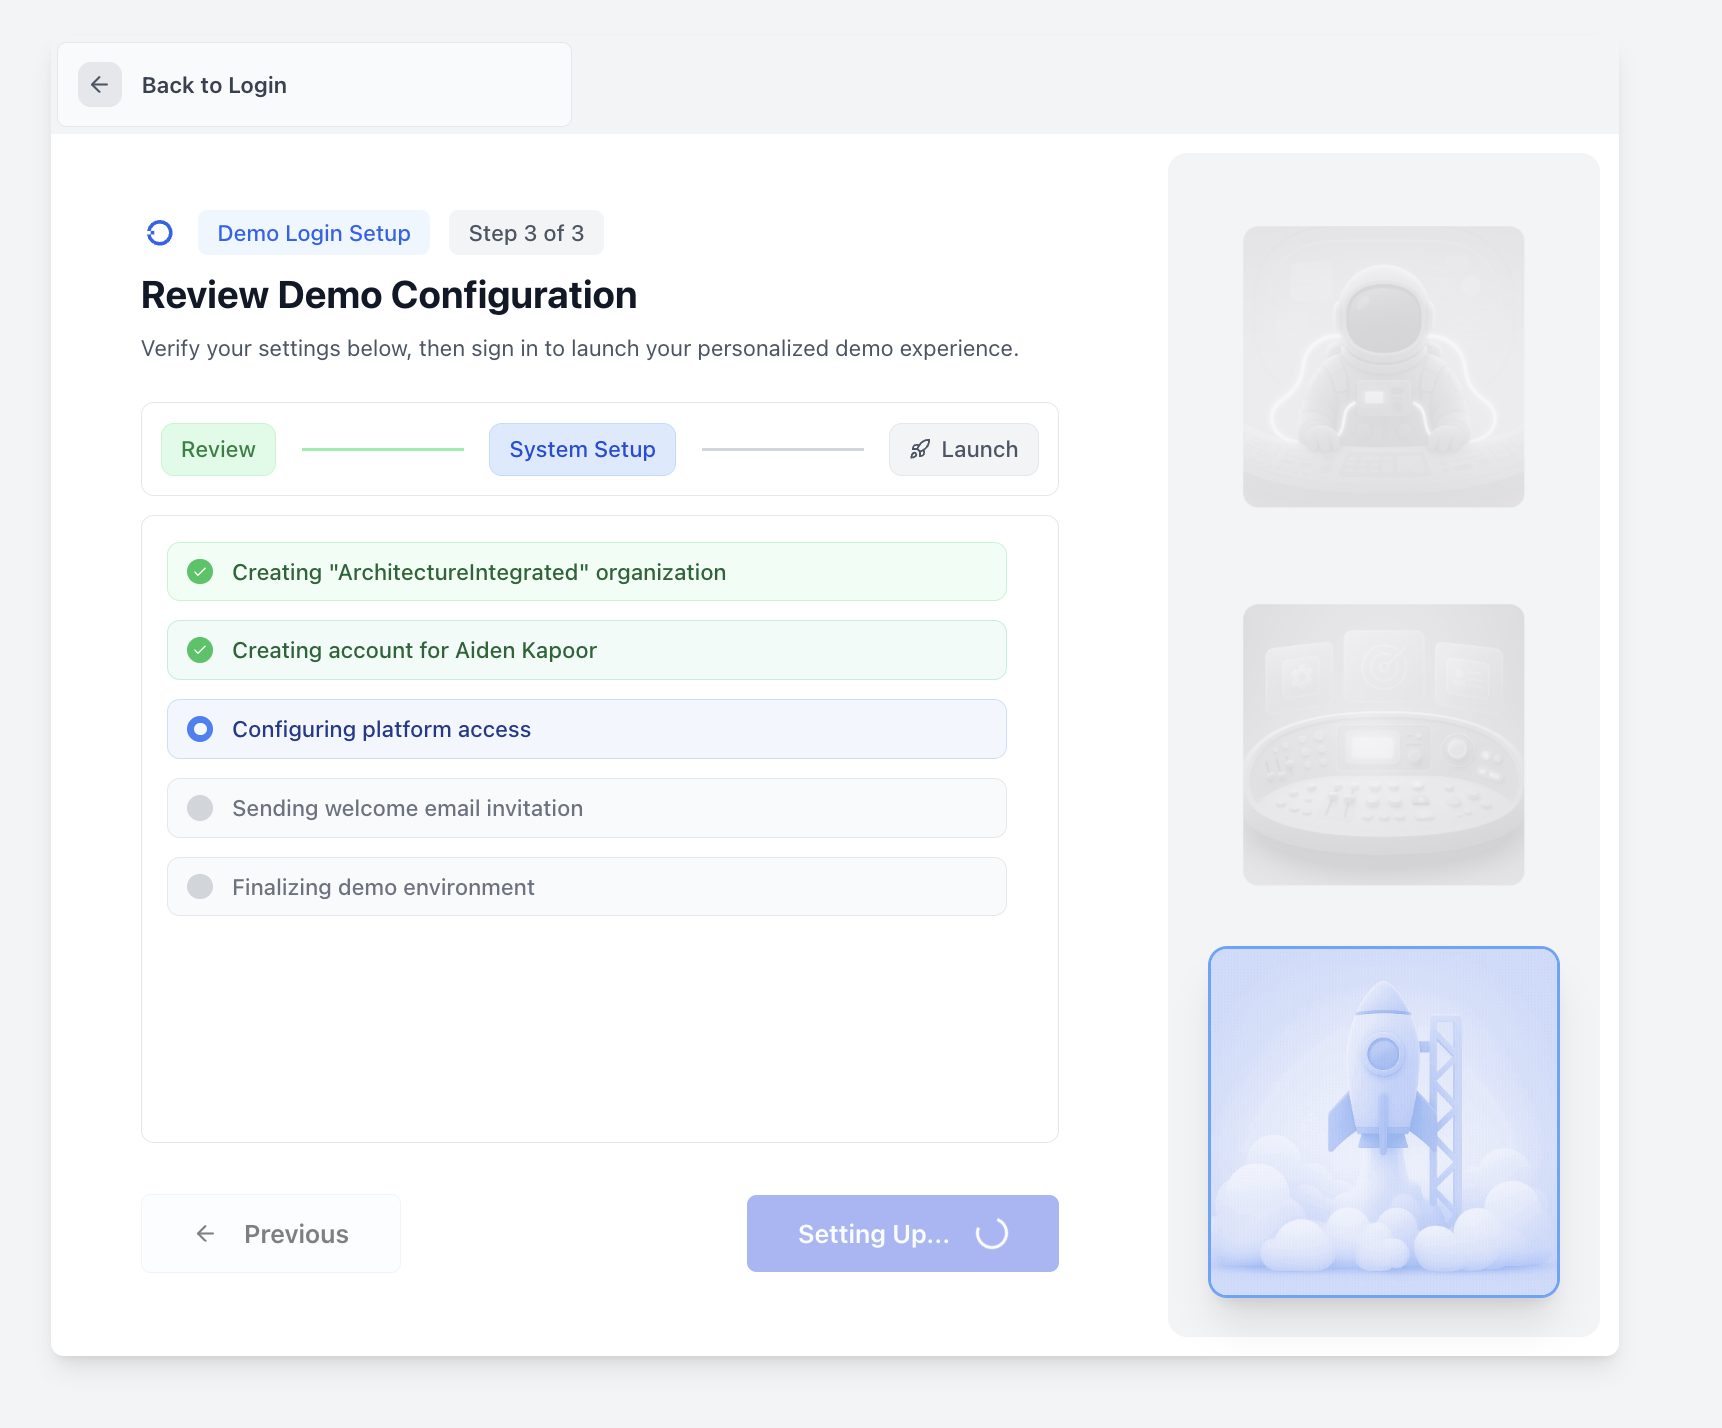 Back to Login
Demo Login Setup
Step 3 of 3
Review Demo Configuration
Verify your settings below, then sign in to launch your personalized demo experience.
Review
System Setup
Launch
Creating "ArchitectureIntegrated" organization
Creating account for Aiden Kapoor
Configuring platform access
Sending welcome email invitation
Finalizing demo environment
Previous
Setting Up...